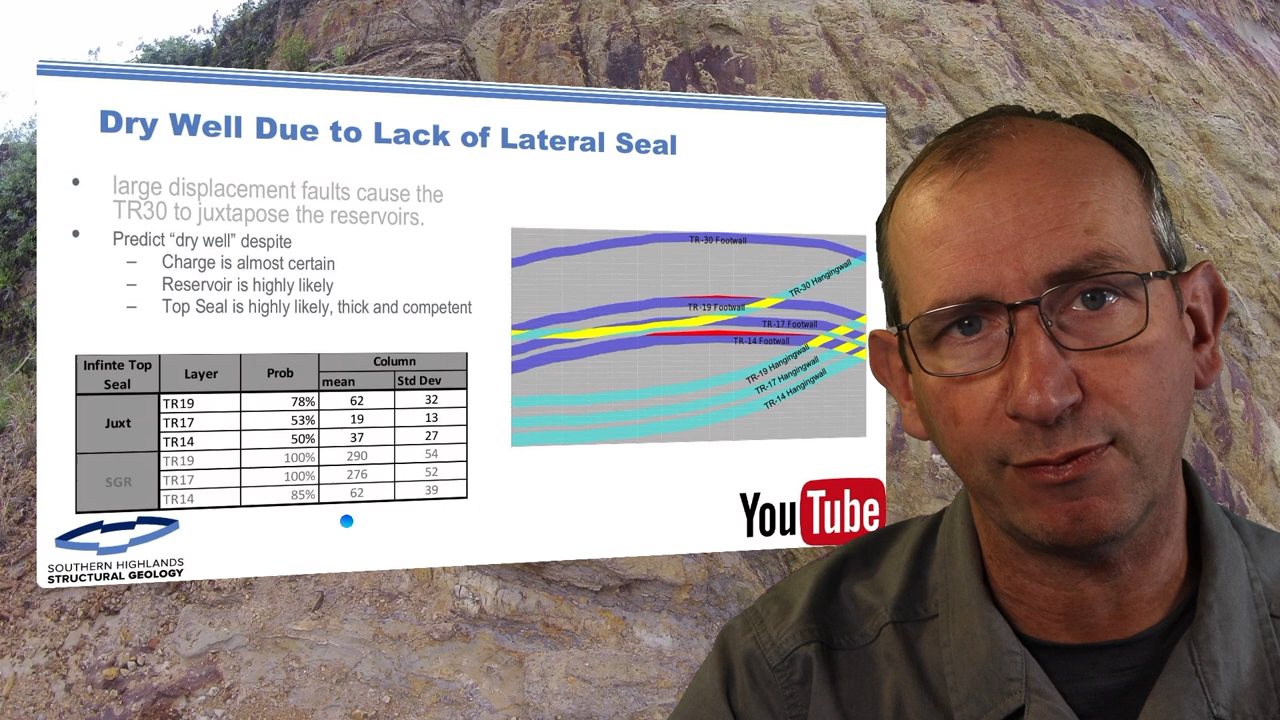 Dry Well Due to Lack of Lateral Seal
• large displacement faults cause the
TR30 to juxtapose the reservoirs.
• Predict “dry well” despite
– Charge is almost certain
– Reservoir is highly likely
– Top Seal is highly likely, thick and competent
Infinte Top Seal Layer Prob Column
mean Std Dev
Juxt TR19 78% 62 32
TR17 53% 19 13
TR14 50% 37 27
SGR TR19 100% 290 54
TR17 100% 276 52
TR14 85% 62 39
TR-30 Footwall
TR-30 Hangingwall
TR-19 Footwall
TR-17 Footwall
TR-14 Footwall
TR-19 Hangingwall
TR-17 Hangingwall
TR-14 Hangingwall
YouTube
SOUTHERN HIGHLANDS
STRUCTURAL GEOLOGY